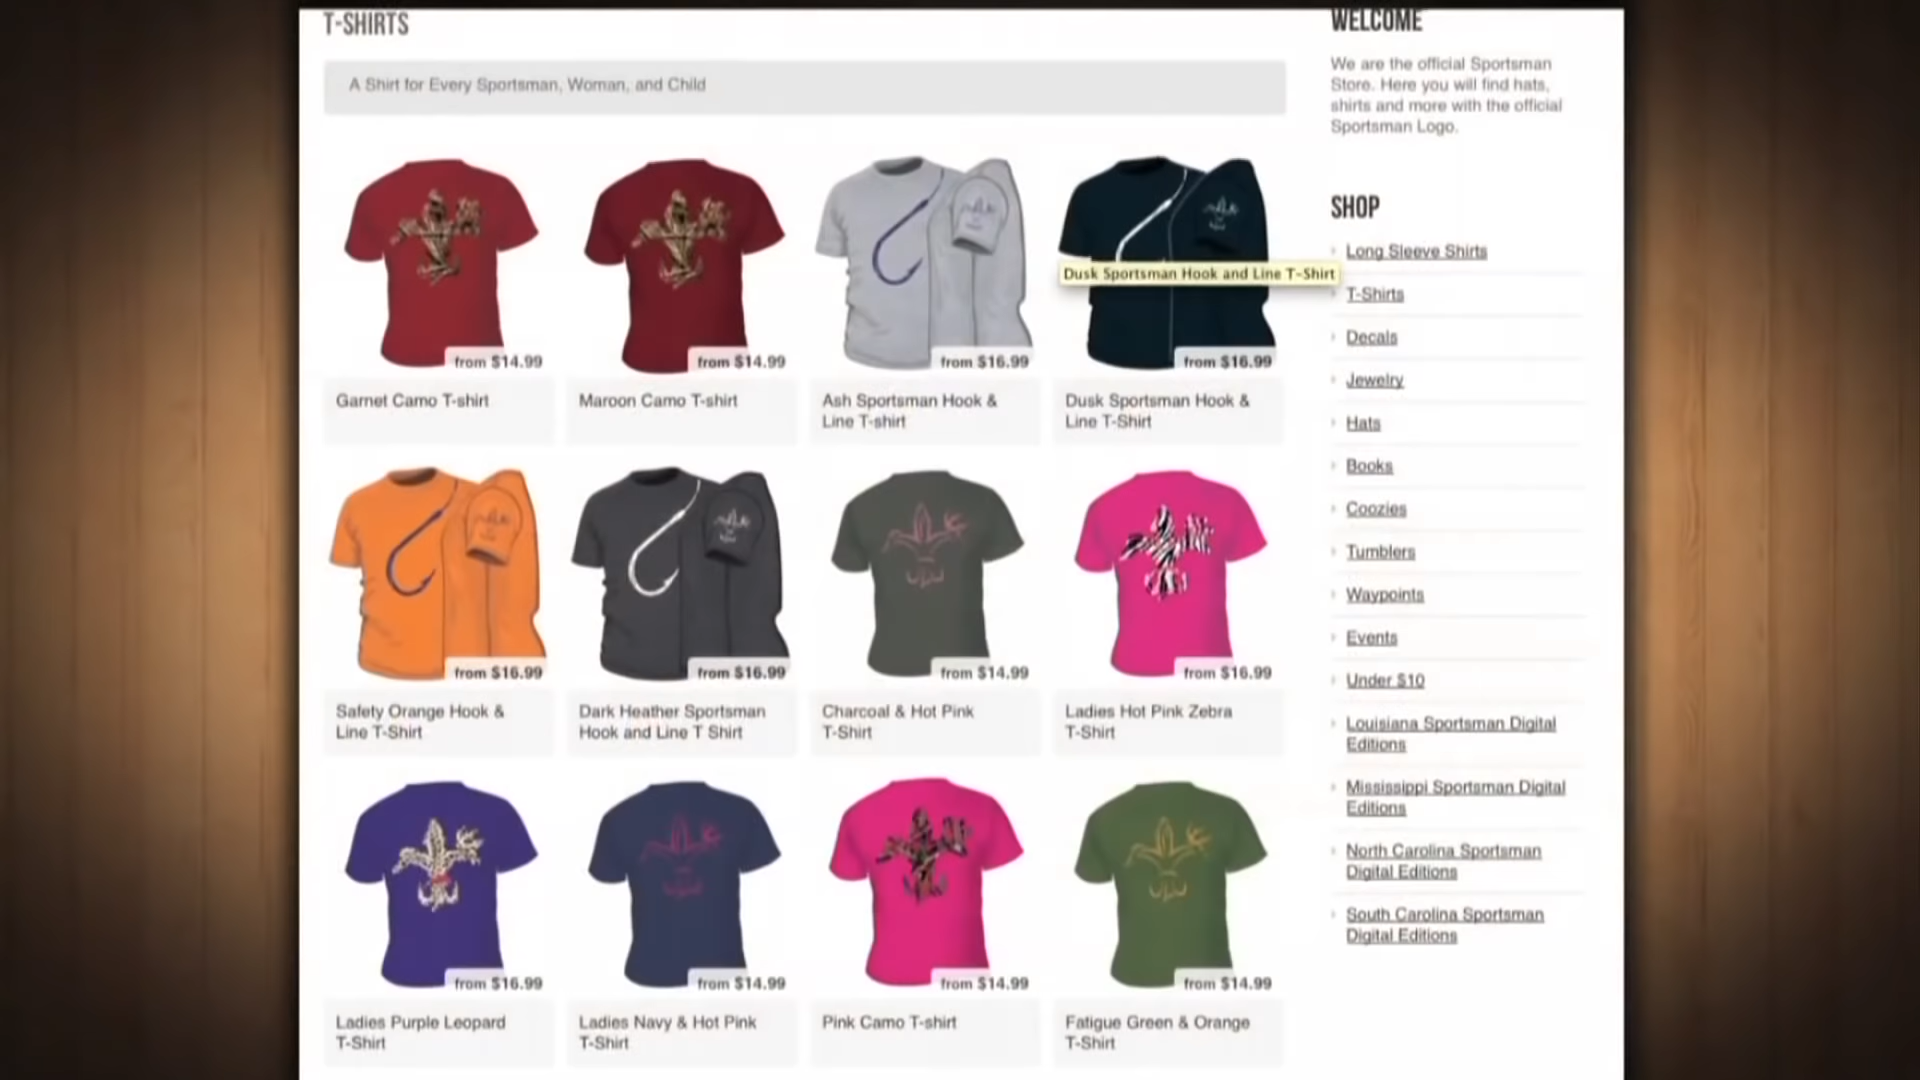 T-SHIRTS
A Shirt for Every Sportsman, Woman, and Child
from $14.99
from $14.99
from $16.99
from $16.99
Dusk Sportsman Hook and Line T-Shirt
Garnet Camo T-shirt
Maroon Camo T-shirt
Ash Sportsman Hook &
Line T-shirt
Dusk Sportsman Hook &
Line T-Shirt
from $16.99
from $16.99
from $14.99
from $16.99
Safety Orange Hook &
Line T-Shirt
Dark Heather Sportsman
Hook and Line T Shirt
Charcoal & Hot Pink
T-Shirt
Ladies Hot Pink Zebra
T-Shirt
from $16.99
from $14.99
from $14.99
from $14.99
Ladies Purple Leopard
T-Shirt
Ladies Navy & Hot Pink
T-Shirt
Pink Camo T-shirt
Fatigue Green & Orange
T-Shirt
WELCOME
We are the official Sportsman
Store. Here you will find hats,
shirts and more with the official
Sportsman Logo.
SHOP
Long Sleeve Shirts
T-Shirts
Decals
Jewelry
Hats
Books
Coozies
Tumblers
Waypoints
Events
Under $10
Louisiana Sportsman Digital
Editions
Mississippi Sportsman Digital
Editions
North Carolina Sportsman
Digital Editions
South Carolina Sportsman
Digital Editions